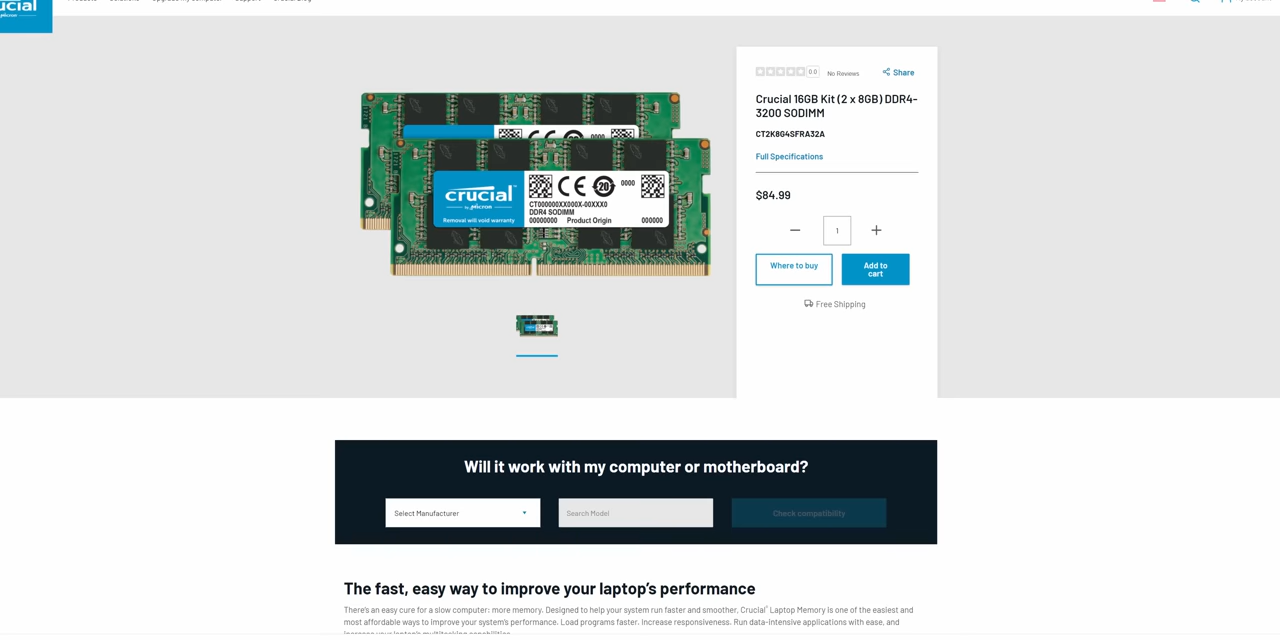 0.0 No Reviews Share
Crucial 16GB Kit (2 x 8GB) DDR4-
3200 SODIMM
CT2K8G4SFRA32A
Full Specifications
$84.99
1
Where to buy
Add to
cart
Free Shipping
0000
crucial
by Micron
Removal will void warranty
CE 20 0000
CT000000XX000X-00XXX0
DDR4 SODIMM
00000000 Product Origin 000000
Will it work with my computer or motherboard?
Select Manufacturer
Search Model
Check compatibility
The fast, easy way to improve your laptop's performance
There's an easy cure for a slow computer: more memory. Designed to help your system run faster and smoother, Crucial® Laptop Memory is one of the easiest and
most affordable ways to improve your system's performance. Load programs faster. Increase responsiveness. Run data-intensive applications with ease, and